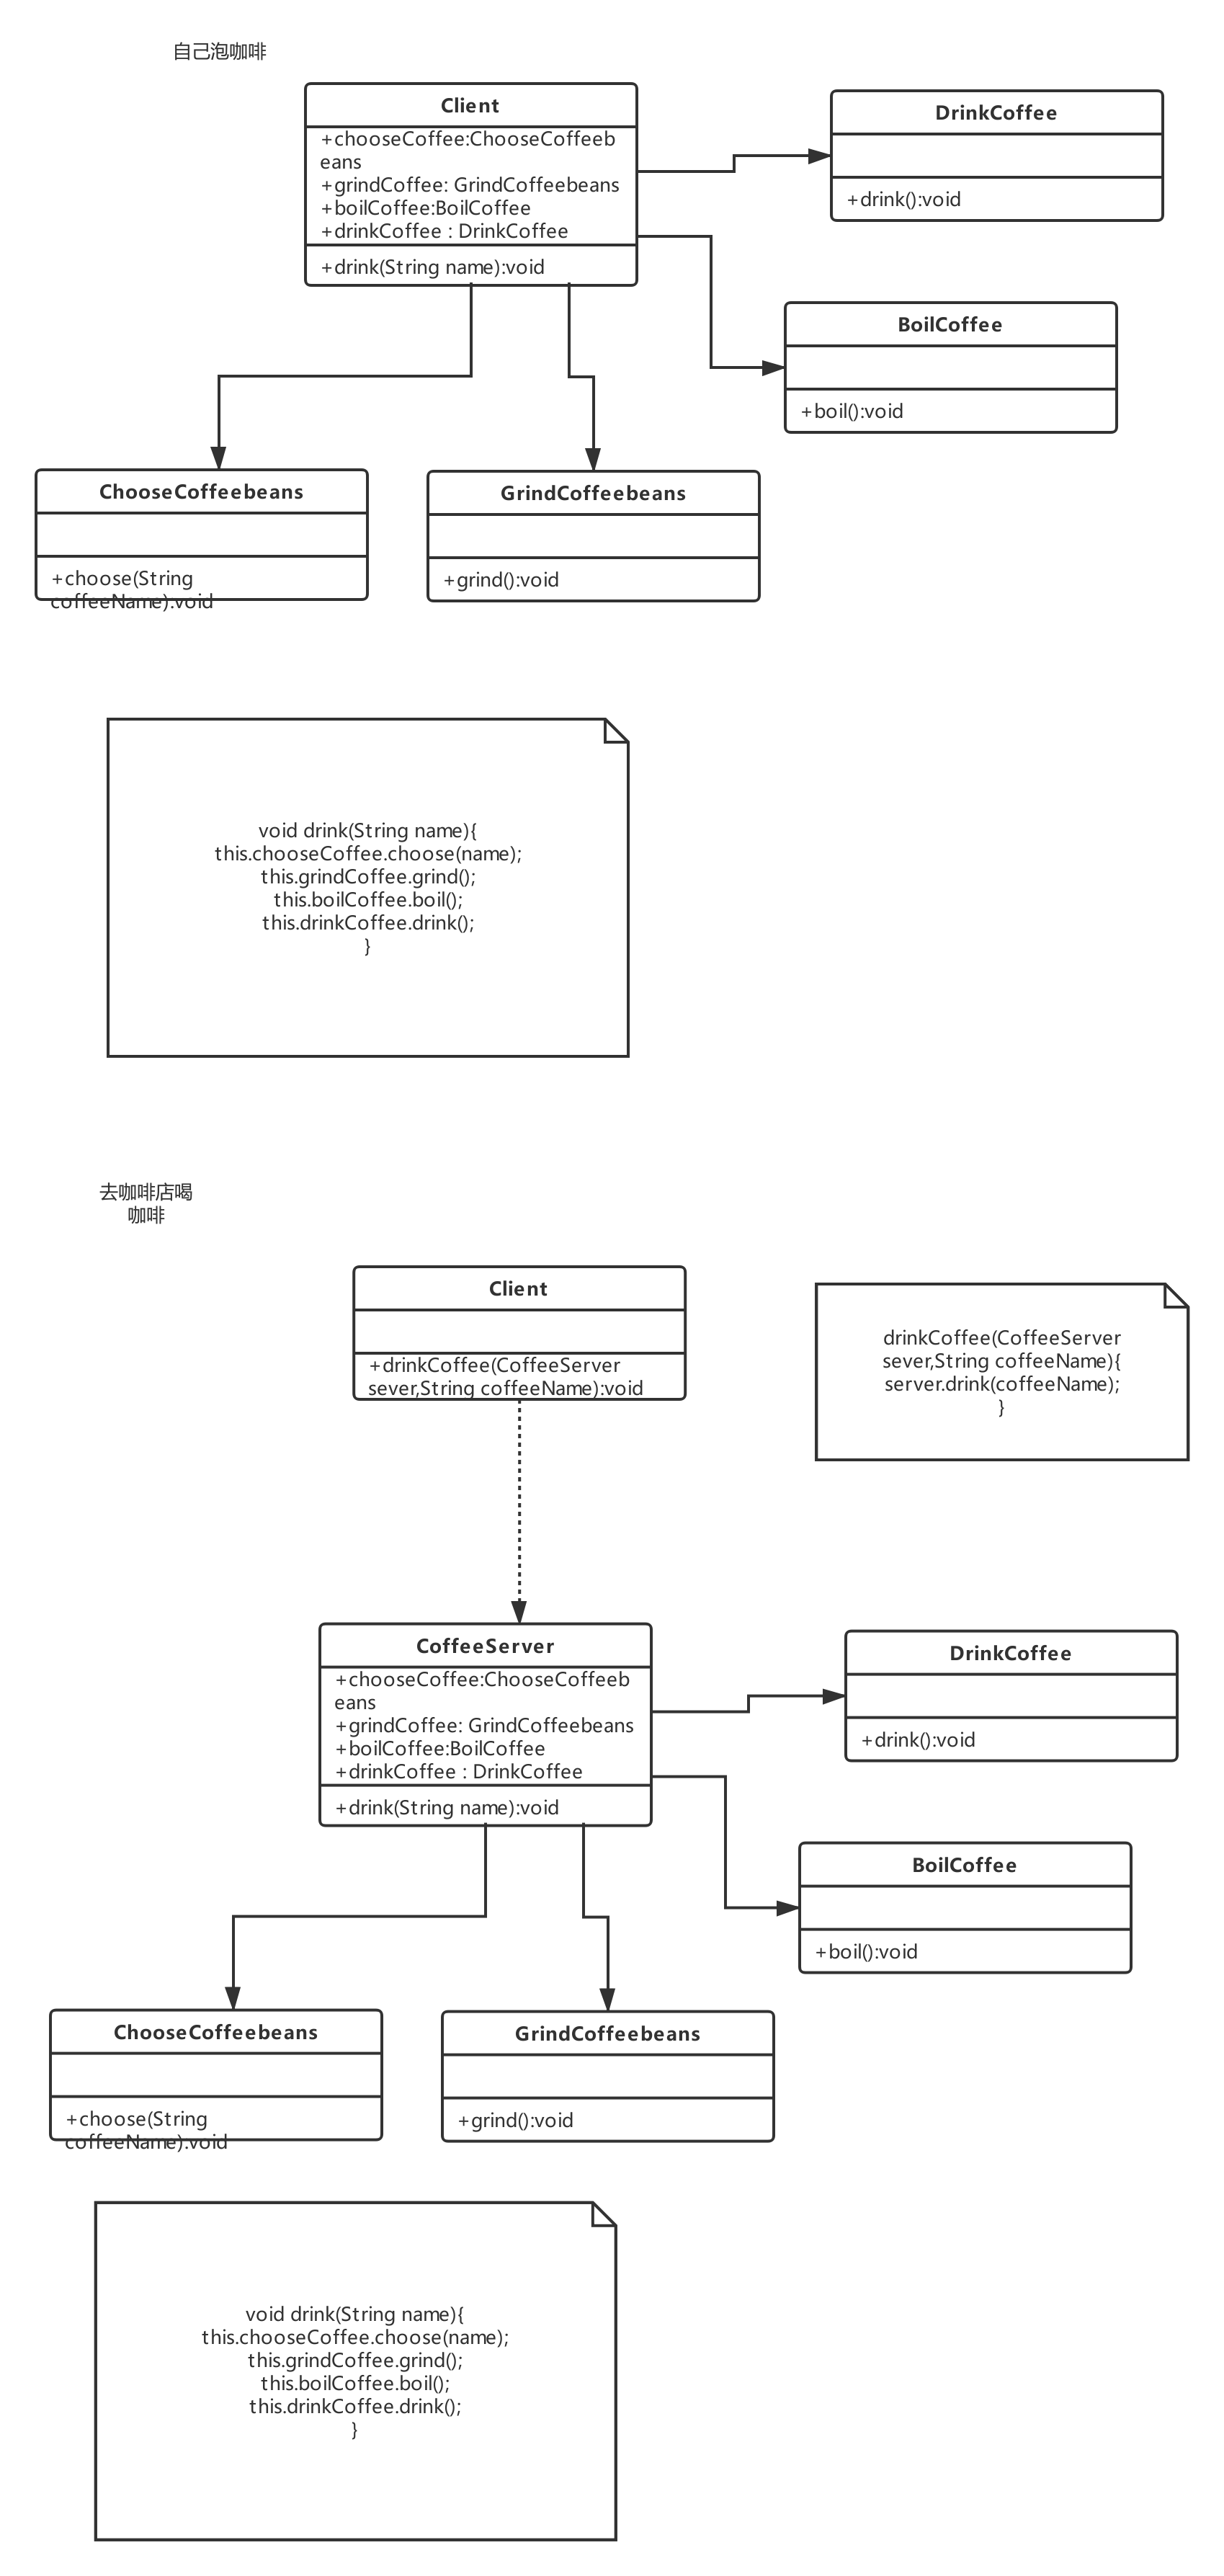 自己泡咖啡
Client
+chooseCoffee:ChooseCoffeeb
eans
+grindCoffee: GrindCoffeebeans
+boilCoffee:BoilCoffee
+drinkCoffee : DrinkCoffee
+drink(String name):void
DrinkCoffee
+drink():void
BoilCoffee
+boil():void
ChooseCoffeebeans
+choose(String
coffeeName):void
GrindCoffeebeans
+grind():void
void drink(String name){
this.chooseCoffee.choose(name);
this.grindCoffee.grind();
this.boilCoffee.boil();
this.drinkCoffee.drink();
}
去咖啡店喝
咖啡
Client
+drinkCoffee(CoffeeServer
sever,String coffeeName):void
drinkCoffee(CoffeeServer
sever,String coffeeName){
server.drink(coffeeName);
}
CoffeeServer
+chooseCoffee:ChooseCoffeeb
eans
+grindCoffee: GrindCoffeebeans
+boilCoffee:BoilCoffee
+drinkCoffee : DrinkCoffee
+drink(String name):void
DrinkCoffee
+drink():void
BoilCoffee
+boil():void
ChooseCoffeebeans
+choose(String
coffeeName):void
GrindCoffeebeans
+grind():void
void drink(String name){
this.chooseCoffee.choose(name);
this.grindCoffee.grind();
this.boilCoffee.boil();
this.drinkCoffee.drink();
}